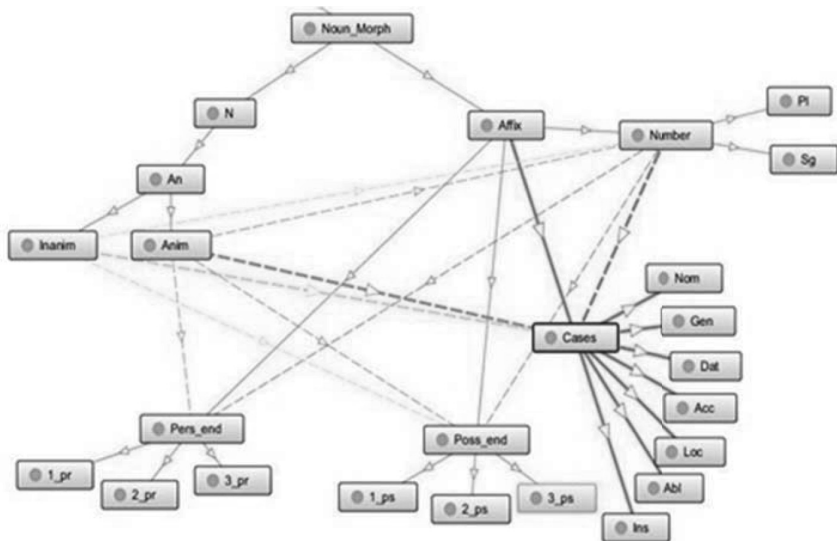 Noun_Morph
N
Affix
Number
Pl
Sg
An
Inanim
Anim
Cases
Nom
Gen
Dat
Acc
Loc
Abl
Ins
Pers_end
1_pr
2_pr
3_pr
Poss_end
1_ps
2_ps
3_ps